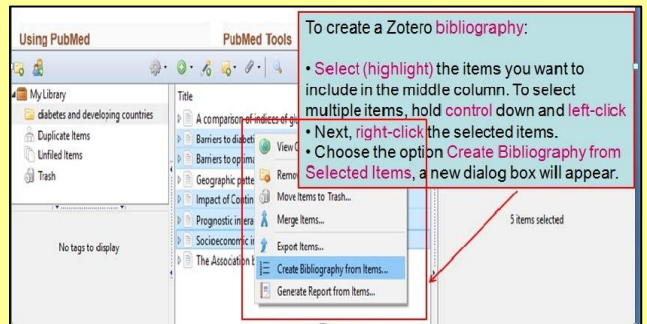 Using PubMed
PubMed Tools
To create a Zotero bibliography:
• Select (highlight) the items you want to
include in the middle column. To select
multiple items, hold control down and left-click
• Next, right-click the selected items.
• Choose the option Create Bibliography from
Selected Items, a new dialog box will appear.
My Library
diabetes and developing countries
Duplicate Items
Unfiled Items
Trash
No tags to display
Title
A comparison of indices of glu
Barriers to diabeti
Barriers to optima
Geographic patte
Impact of Contin
Prognostic intera
Socioeconomic in
The Association b
View
Remov
Move Items to Trash...
Merge Items...
Export Items...
Create Bibliography from Items...
Generate Report from Items...
5 items selected